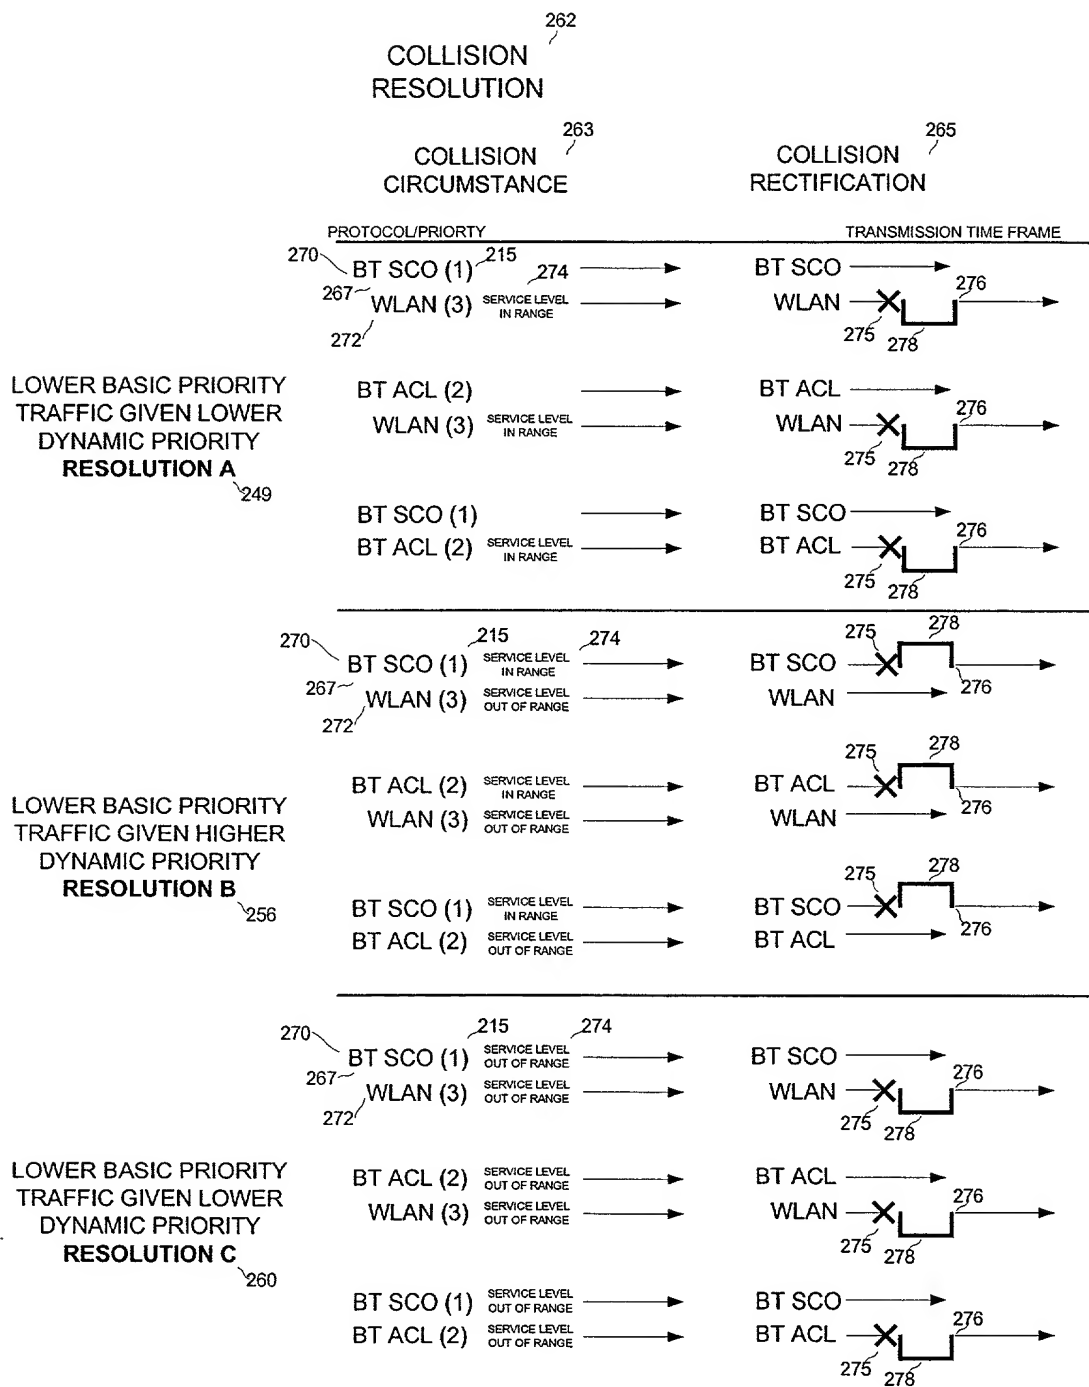 262
COLLISION
RESOLUTION
263
COLLISION
CIRCUMSTANCE
265
COLLISION
RECTIFICATION
PROTOCOL/PRIORTY
TRANSMISSION TIME FRAME
270 BT SCO (1) 215 274 BT SCO
267 WLAN (3) SERVICE LEVEL IN RANGE WLAN 276
272 275 278
LOWER BASIC PRIORITY
TRAFFIC GIVEN LOWER
DYNAMIC PRIORITY
RESOLUTION A
249
BT ACL (2) BT ACL
WLAN (3) SERVICE LEVEL IN RANGE WLAN 276
275 278
BT SCO (1) BT SCO
BT ACL (2) SERVICE LEVEL IN RANGE BT ACL 276
275 278
270 215 274 275 278
BT SCO (1) SERVICE LEVEL IN RANGE BT SCO 276
267 WLAN (3) SERVICE LEVEL OUT OF RANGE WLAN
272
LOWER BASIC PRIORITY
TRAFFIC GIVEN HIGHER
DYNAMIC PRIORITY
RESOLUTION B
256
275 278
BT ACL (2) SERVICE LEVEL IN RANGE BT ACL 276
WLAN (3) SERVICE LEVEL OUT OF RANGE WLAN
275 278
BT SCO (1) SERVICE LEVEL IN RANGE BT SCO 276
BT ACL (2) SERVICE LEVEL OUT OF RANGE BT ACL
270 215 274
BT SCO (1) SERVICE LEVEL OUT OF RANGE BT SCO
267 WLAN (3) SERVICE LEVEL OUT OF RANGE WLAN 276
272 275 278
LOWER BASIC PRIORITY
TRAFFIC GIVEN LOWER
DYNAMIC PRIORITY
RESOLUTION C
260
BT ACL (2) SERVICE LEVEL OUT OF RANGE BT ACL
WLAN (3) SERVICE LEVEL OUT OF RANGE WLAN 276
275 278
BT SCO (1) SERVICE LEVEL OUT OF RANGE BT SCO
BT ACL (2) SERVICE LEVEL OUT OF RANGE BT ACL 276
275 278